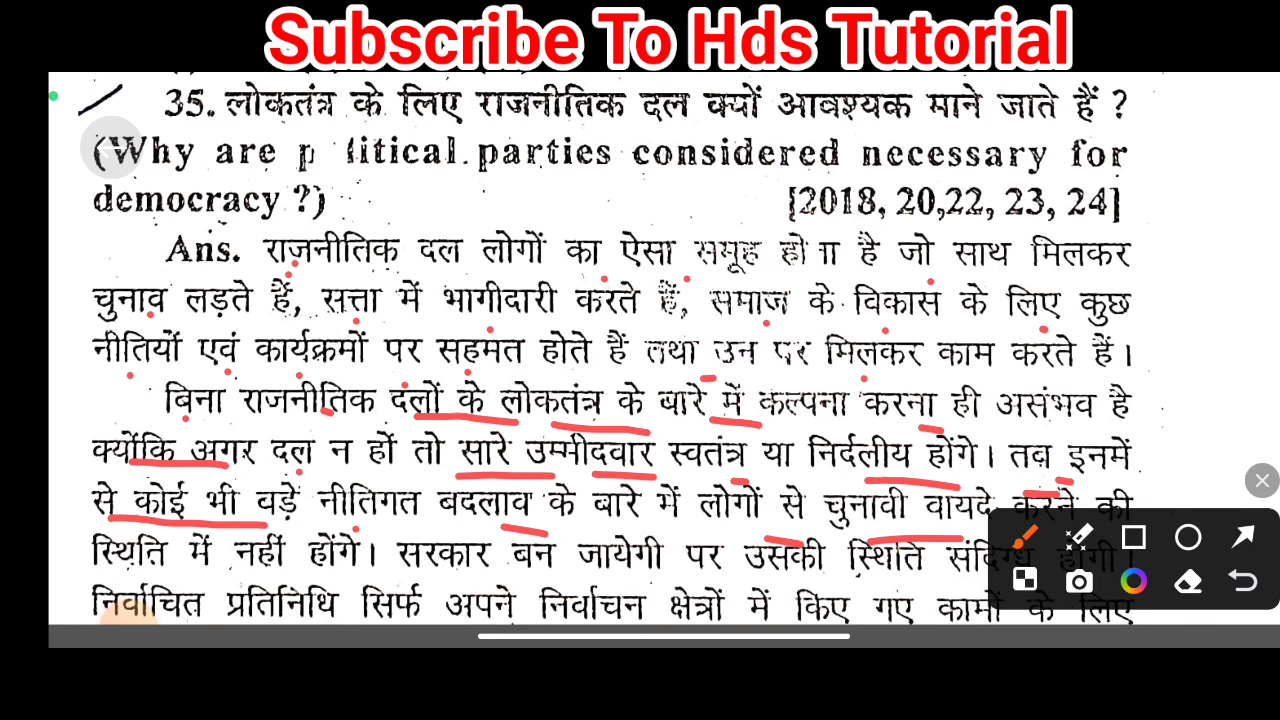 Subscribe To Hds Tutorial
35. लोकतंत्र के लिए राजनीतिक दल क्यों आवश्यक माने जाते हैं ?
(Why are political parties considered necessary for
democracy ?) [2018, 20,22, 23, 24]
Ans. राजनीतिक दल लोगों का ऐसा समूह होता है जो साथ मिलकर
चुनाव लड़ते हैं, सत्ता में भागीदारी करते हैं, समाज के विकास के लिए कुछ
नीतियों एवं कार्यक्रमों पर सहमत होते हैं तथा उन पर मिलकर काम करते हैं।
बिना राजनीतिक दलों के लोकतंत्र के बारे में कल्पना करना ही असंभव है
क्योंकि अगर दल न हों तो सारे उम्मीदवार स्वतंत्र या निर्दलीय होंगे। तब इनमें
से कोई भी बड़े नीतिगत बदलाव के बारे में लोगों से चुनावी वायदे करने की
स्थिति में नहीं होंगे। सरकार बन जायेगी पर उसकी स्थिति संदिग्ध होगी।
निर्वाचित प्रतिनिधि सिर्फ अपने निर्वाचन क्षेत्रों में किए गए कामों के लिए